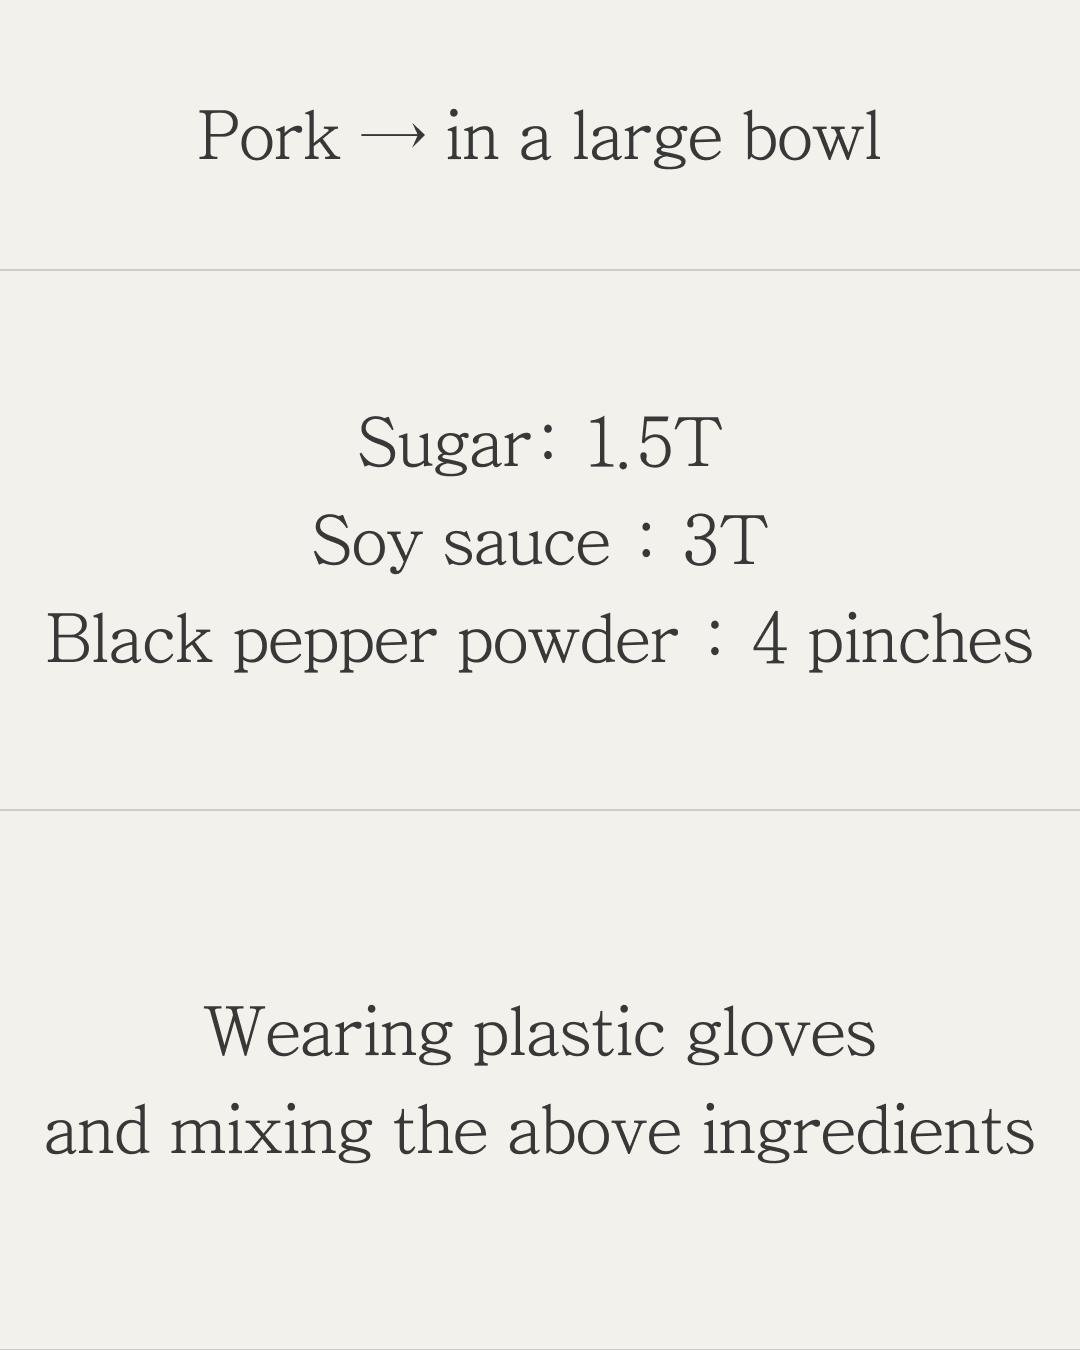 Pork → in a large bowl
Sugar: 1.5T
Soy sauce : 3T
Black pepper powder : 4 pinches
Wearing plastic gloves
and mixing the above ingredients